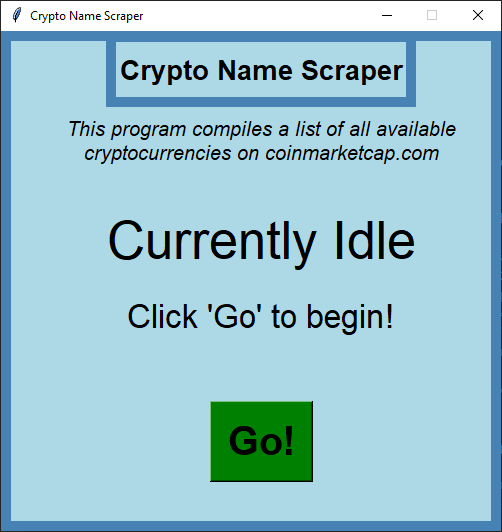 Crypto Name Scraper
Crypto Name Scraper
This program compiles a list of all available
cryptocurrencies on coinmarketcap.com
Currently Idle
Click 'Go' to begin!
Go!